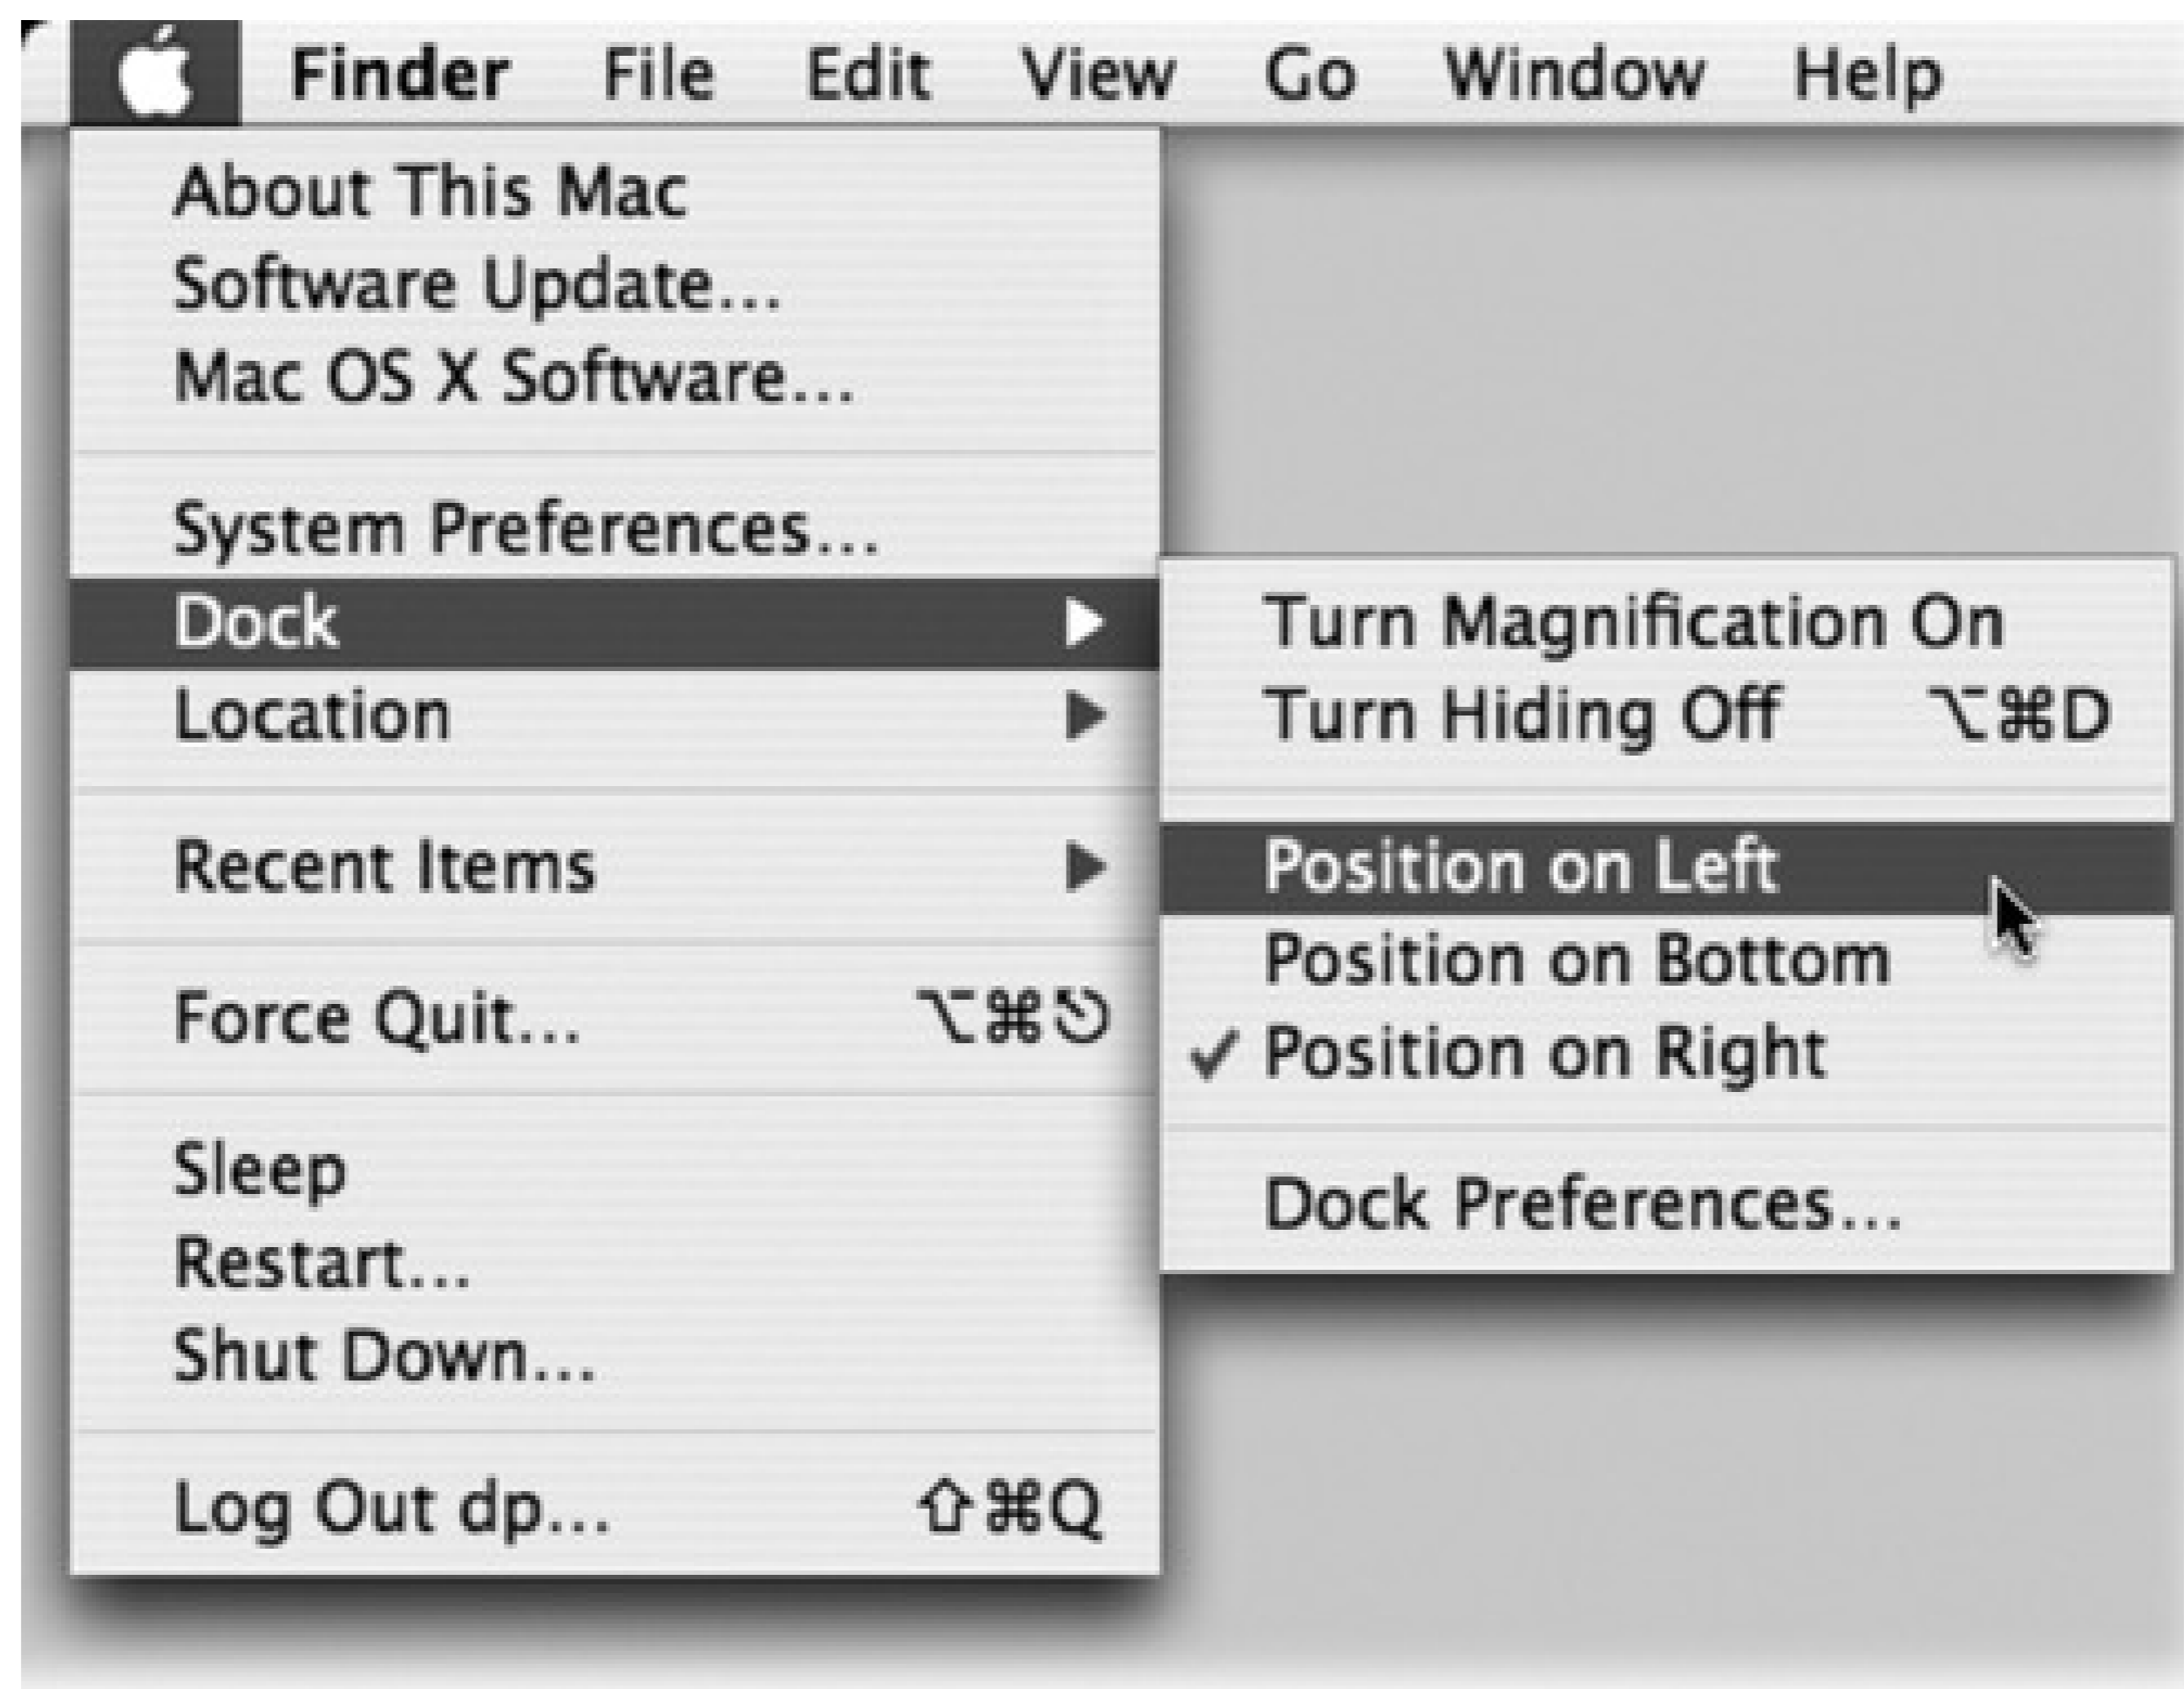 Finder File Edit View Go Window Help
About This Mac
Software Update...
Mac OS X Software...
System Preferences...
Dock
Location
Recent Items
Force Quit... ⌥⌘⎋
Sleep
Restart...
Shut Down...
Log Out dp... ⇧⌘Q
Turn Magnification On
Turn Hiding Off ⌥⌘D
Position on Left
Position on Bottom
✓ Position on Right
Dock Preferences...